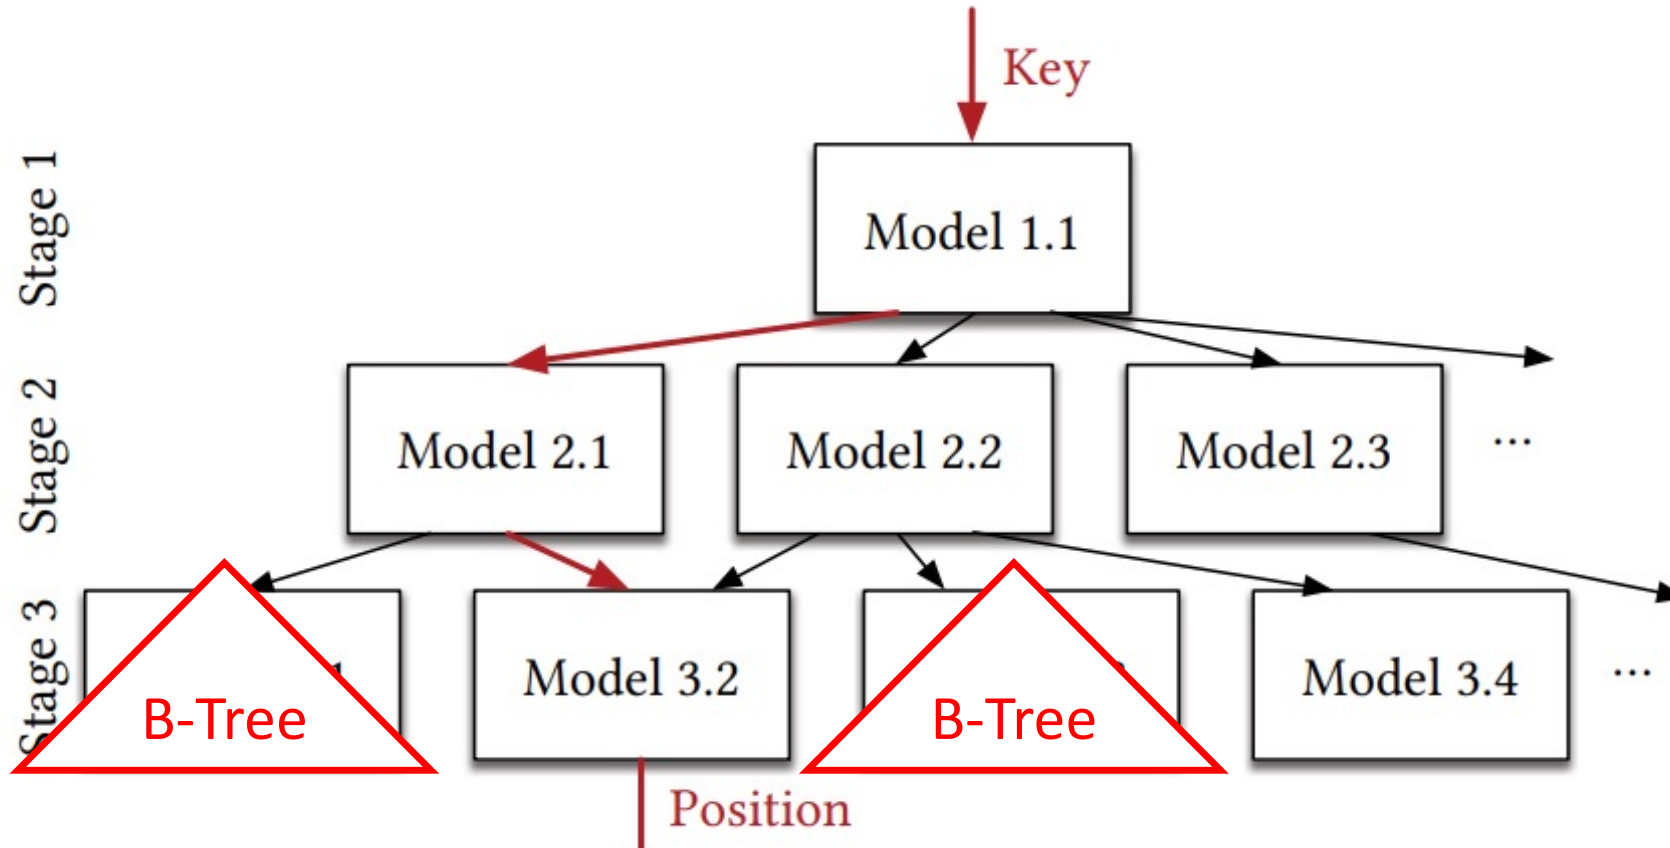 Key
Stage 1
Model 1.1
Stage 2
Model 2.1
Model 2.2
Model 2.3
...
Stage 3
B-Tree
Model 3.2
B-Tree
Model 3.4
...
Position